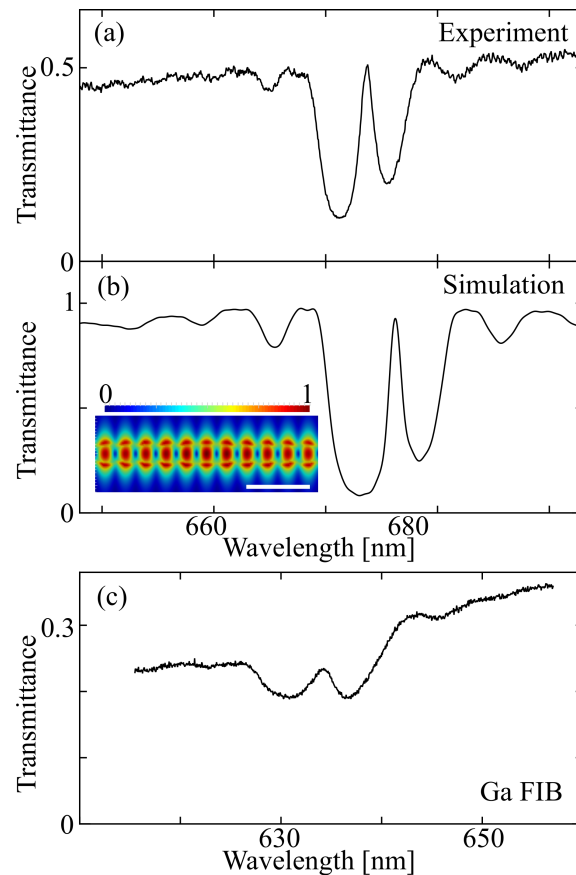 (a)
Experiment
0.5
Transmittance
0
(b)
Simulation
1
Transmittance
0
1
0
660
680
Wavelength [nm]
(c)
0.3
Transmittance
Ga FIB
0
630
650
Wavelength [nm]